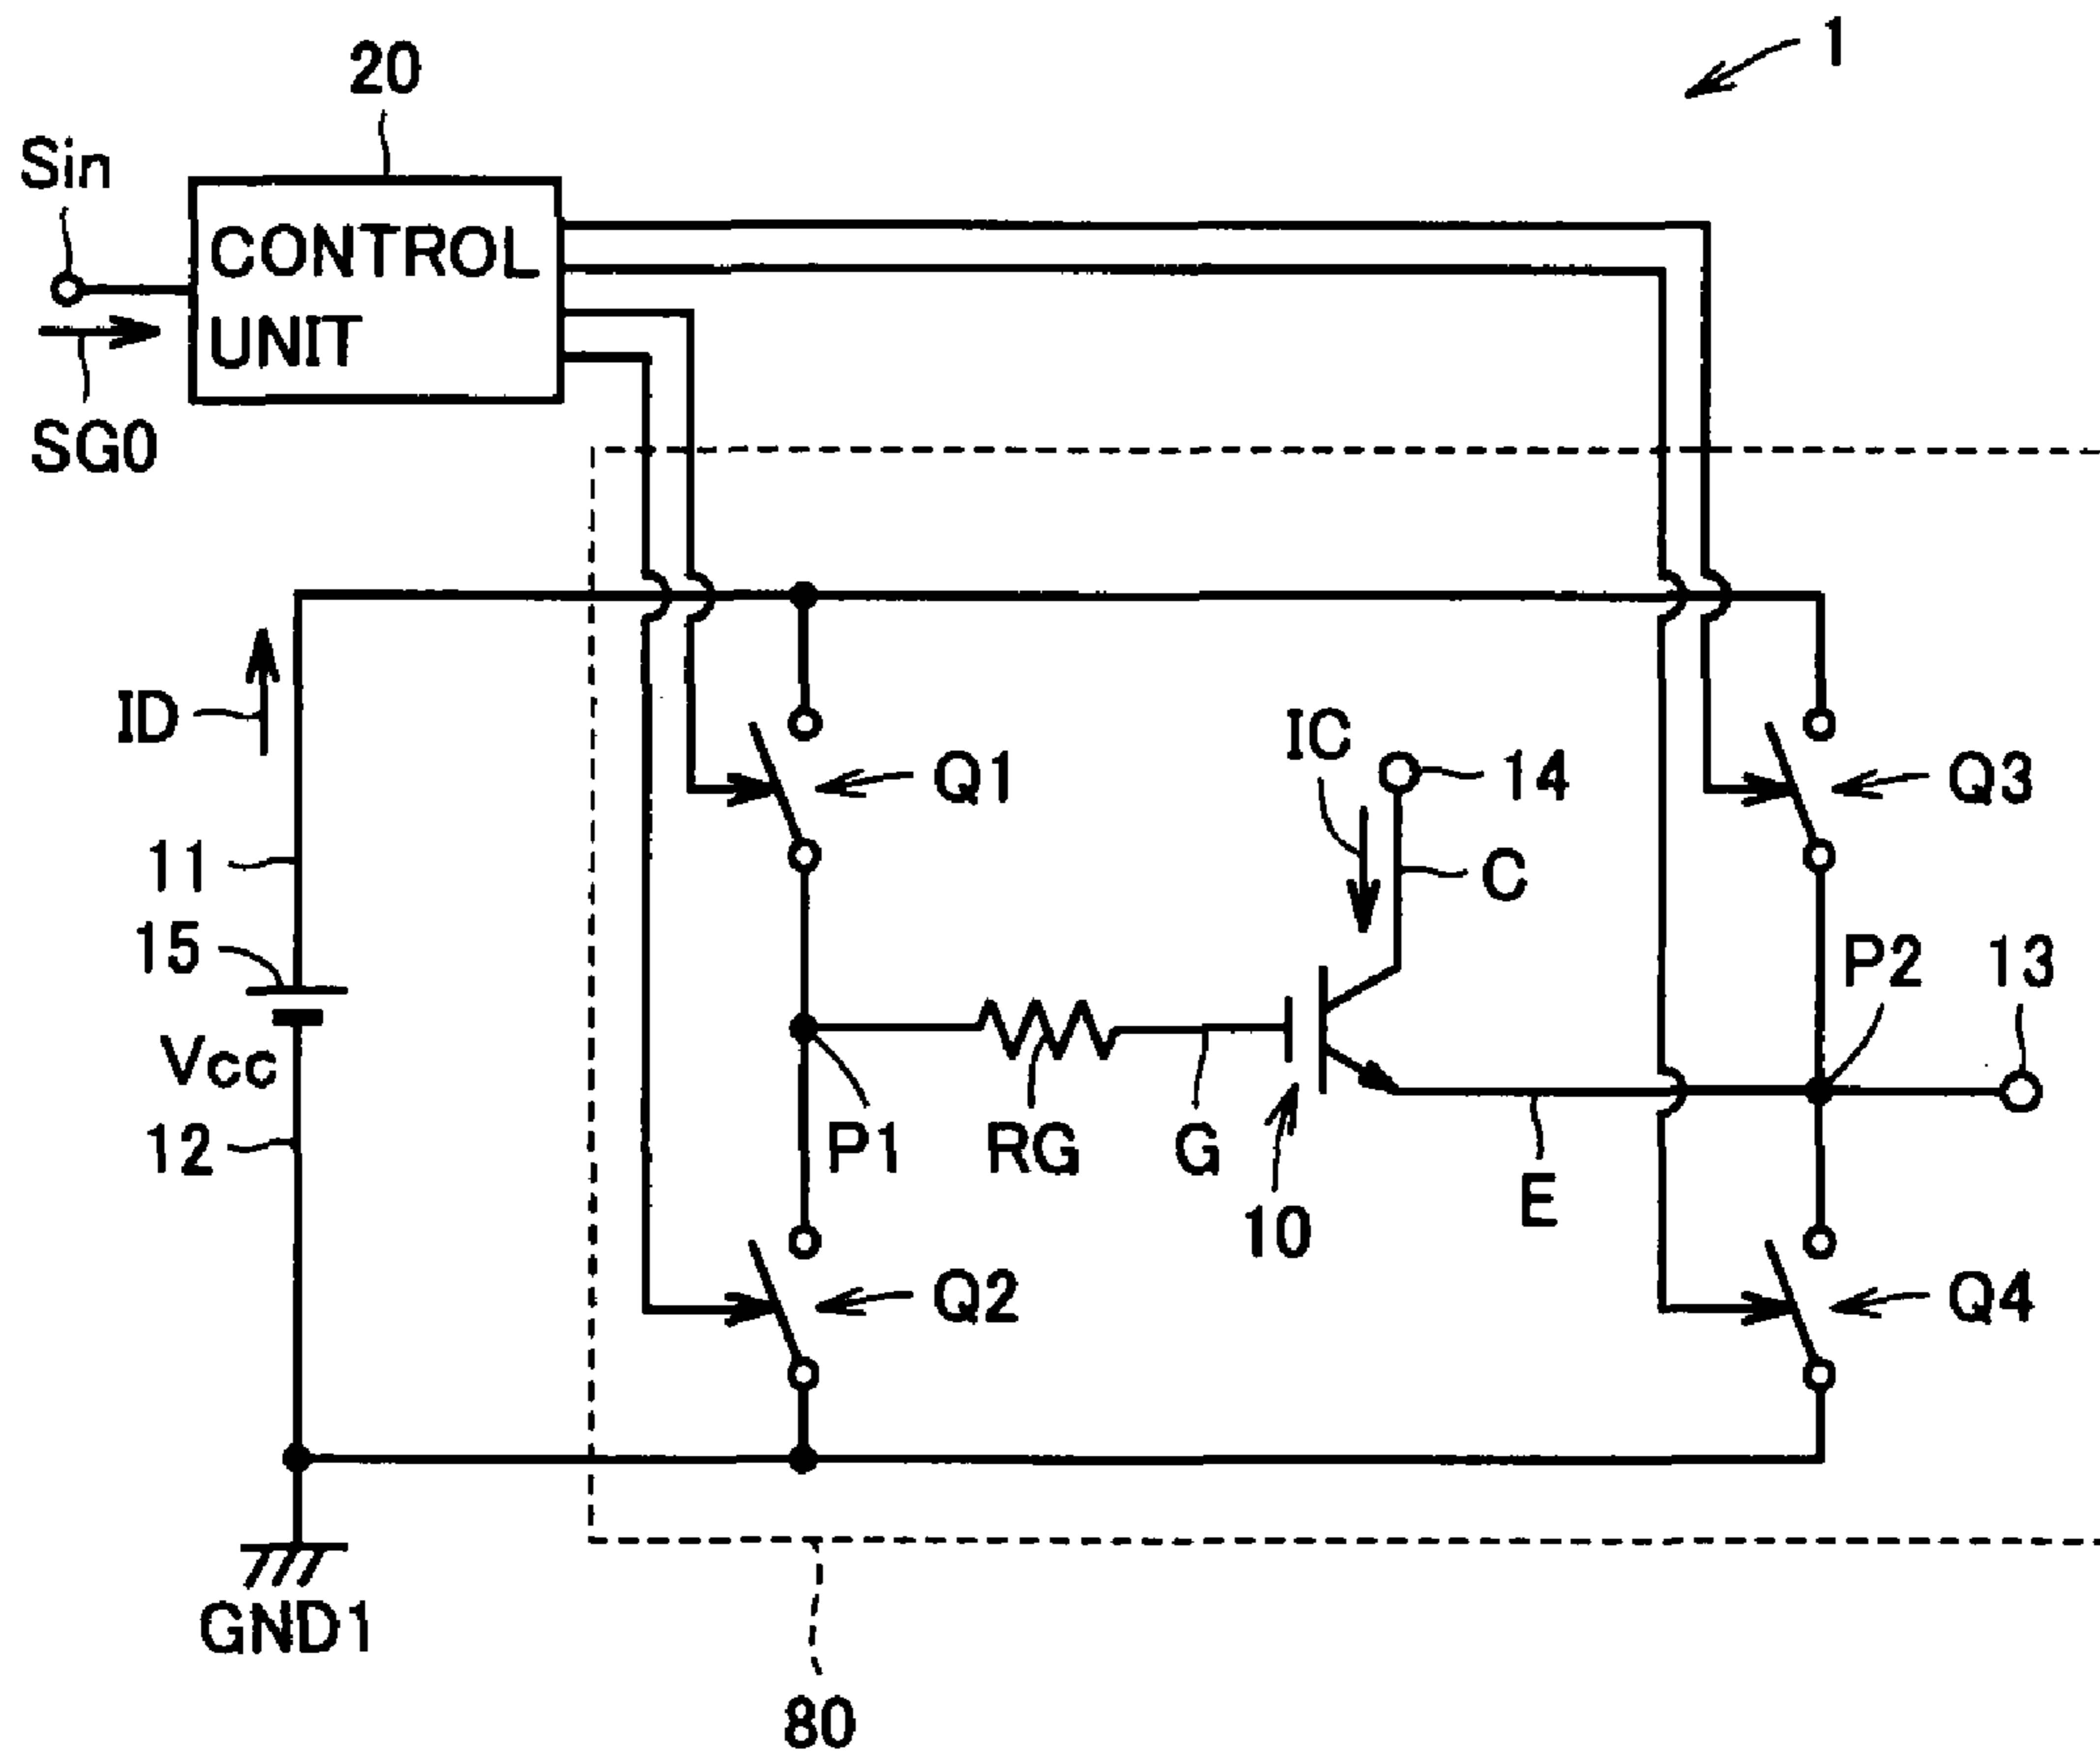 1
20
Sin
CONTROL
UNIT
SG0
ID
Q1
IC
14
Q3
11
C
15
P2
13
Vcc
12
P1
RG
G
10
E
Q2
Q4
GND1
80